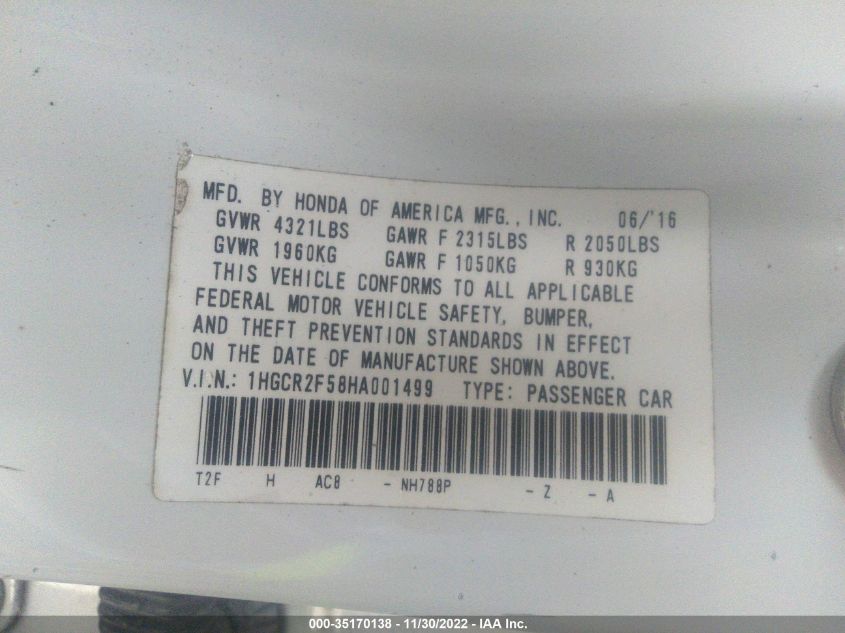 MFD. BY HONDA OF AMERICA MFG., INC. 06/'16
GVWR 4321LBS GAWR F 2315LBS R 2050LBS
GVWR 1960KG GAWR F 1050KG R 930KG
THIS VEHICLE CONFORMS TO ALL APPLICABLE
FEDERAL MOTOR VEHICLE SAFETY, BUMPER,
AND THEFT PREVENTION STANDARDS IN EFFECT
ON THE DATE OF MANUFACTURE SHOWN ABOVE.
V.I.N.: 1HGCR2F58HA001499 TYPE: PASSENGER CAR
T2F H AC8 - NH788P - Z - A
000-35170138 - 11/30/2022 - IAA Inc.